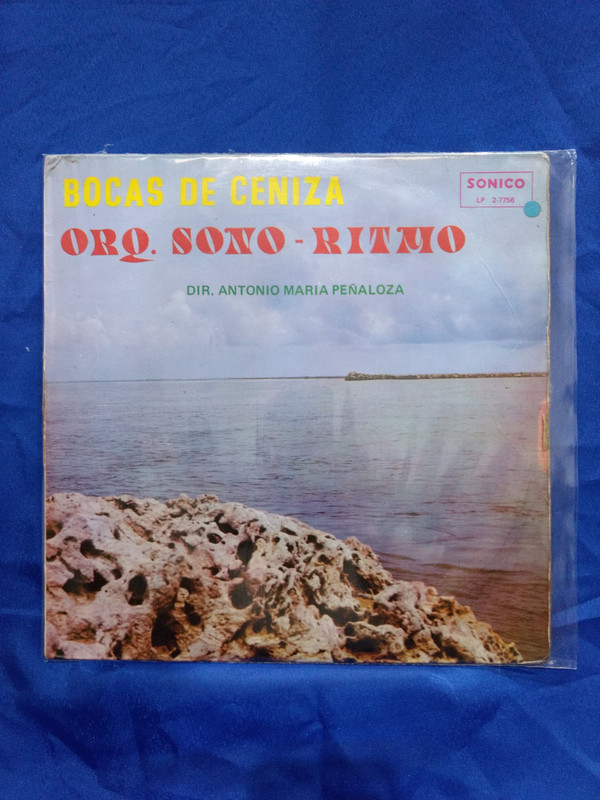 BOCAS DE CENIZA
SONICO
LP 2-7756
ORQ. SONO-RITMO
DIR. ANTONIO MARIA PEÑALOZA